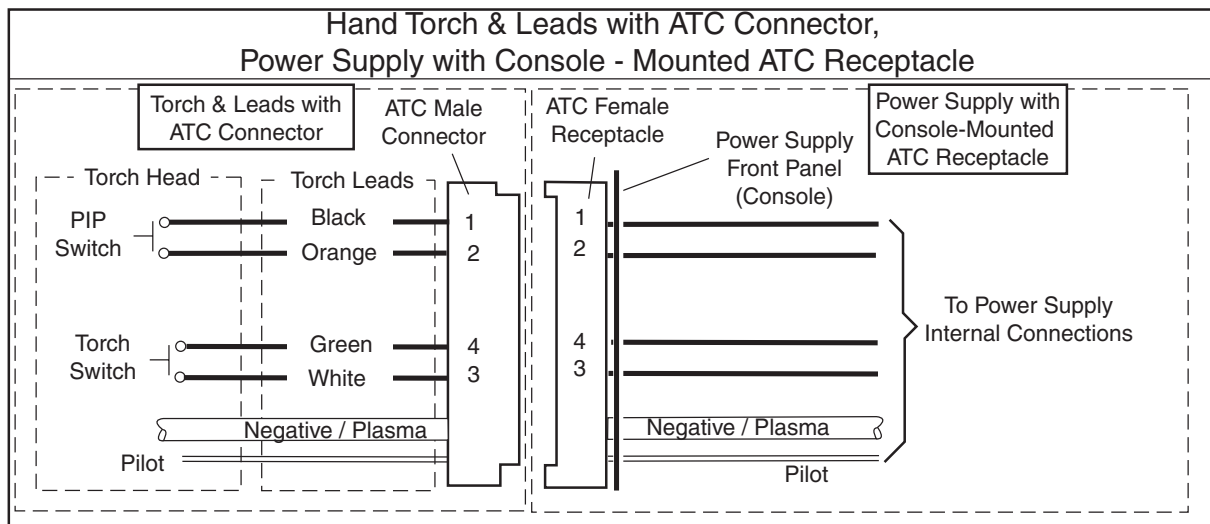 Hand Torch & Leads with ATC Connector,
Power Supply with Console - Mounted ATC Receptacle
Torch & Leads with
ATC Connector
ATC Male
Connector
ATC Female
Receptacle
Power Supply
Front Panel
(Console)
Power Supply with
Console-Mounted
ATC Receptacle
Torch Head
Torch Leads
PIP
Switch
Black
Orange
1
2
1
2
Torch
Switch
Green
White
4
3
4
3
To Power Supply
Internal Connections
Negative / Plasma
Negative / Plasma
Pilot
Pilot